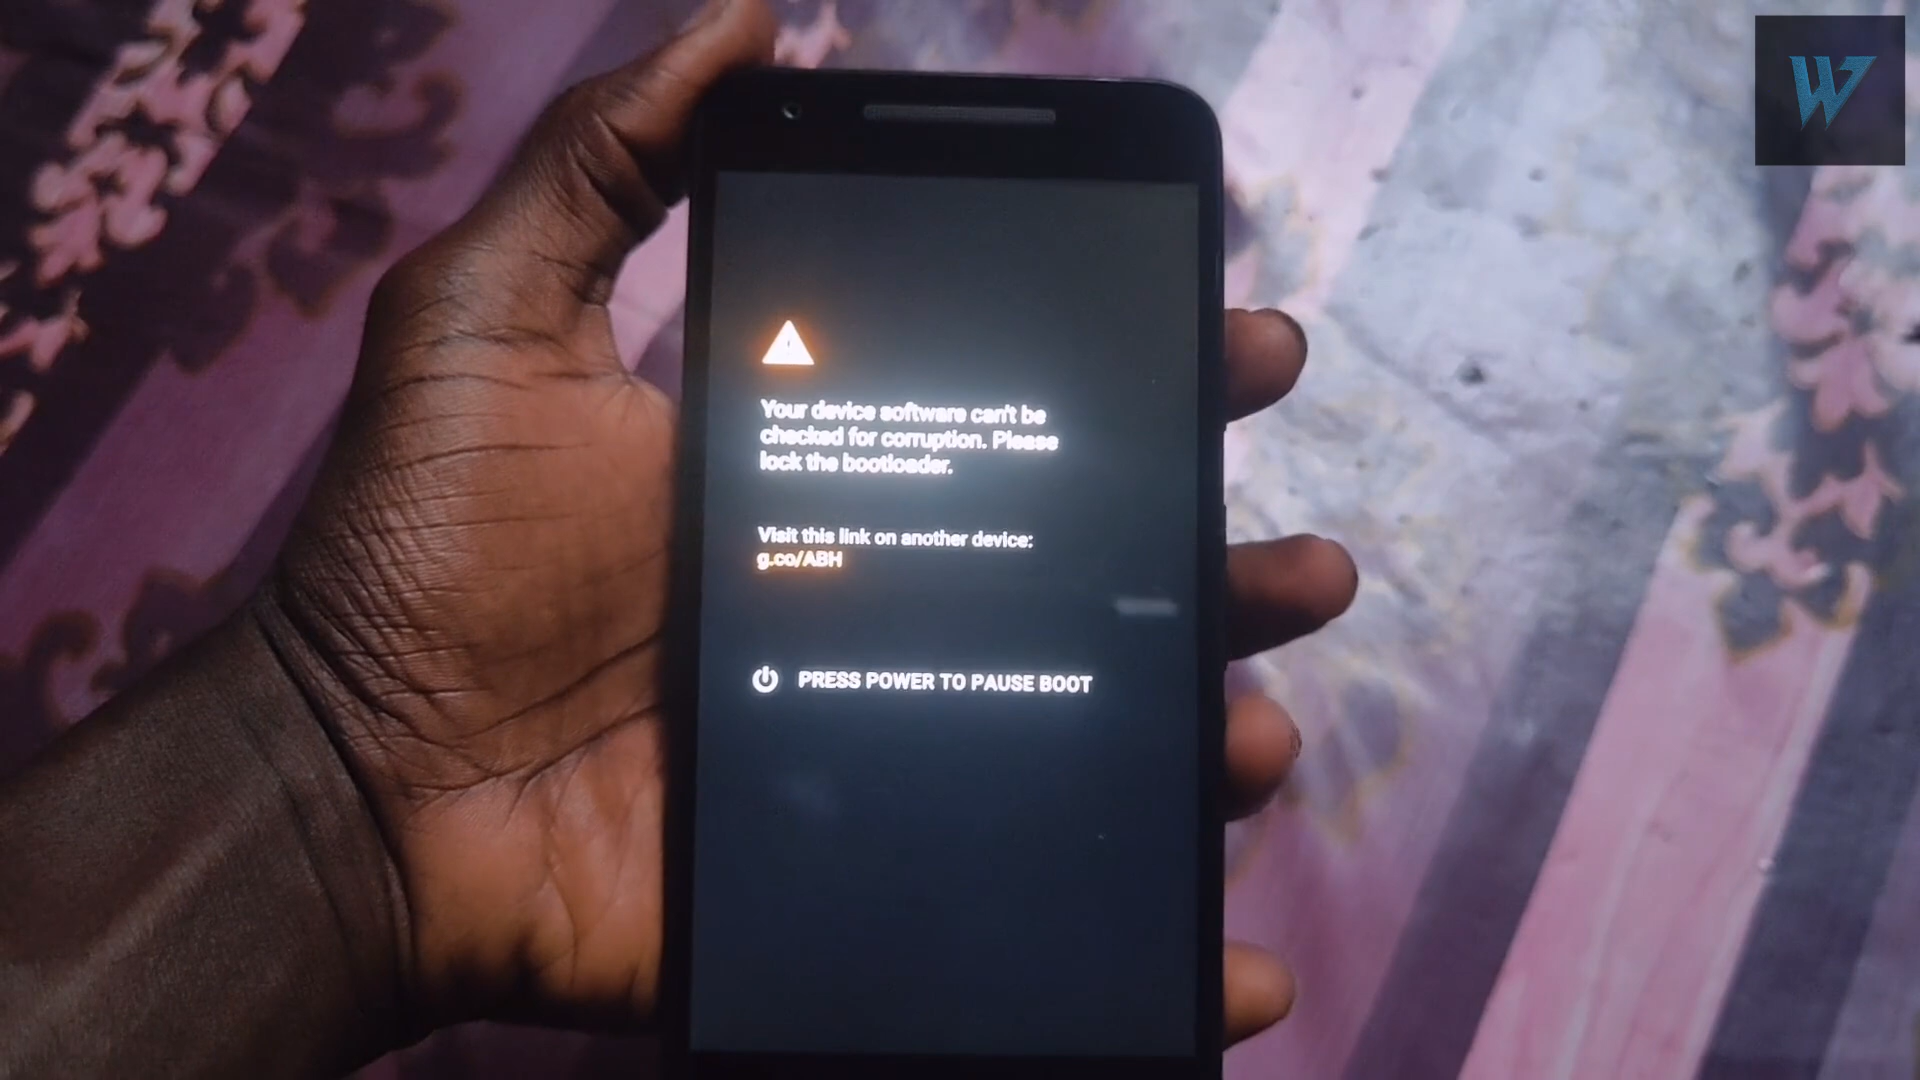 W
Your device software can't be
checked for corruption. Please
lock the bootloader.
Visit this link on another device:
g.co/ABH
PRESS POWER TO PAUSE BOOT